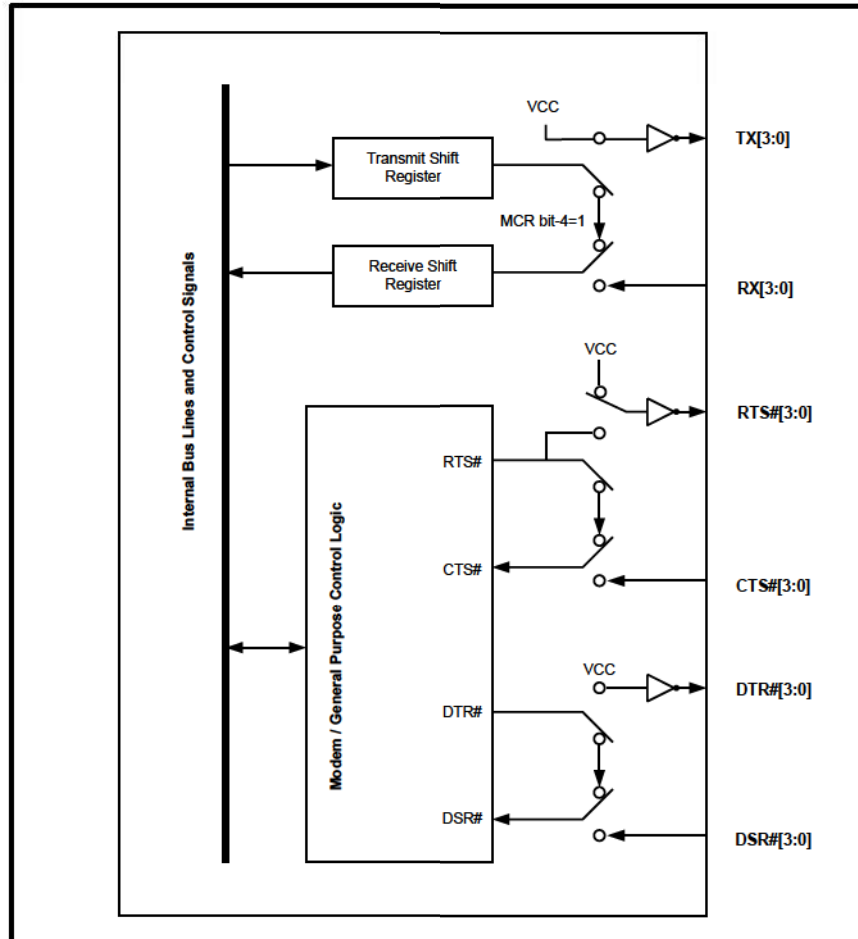 VCC
TX[3:0]
Transmit Shift
Register
MCR bit-4=1
Receive Shift
Register
RX[3:0]
Internal Bus Lines and Control Signals
VCC
RTS#[3:0]
Modem / General Purpose Control Logic
RTS#
CTS#
CTS#[3:0]
VCC
DTR#[3:0]
DTR#
DSR#
DSR#[3:0]